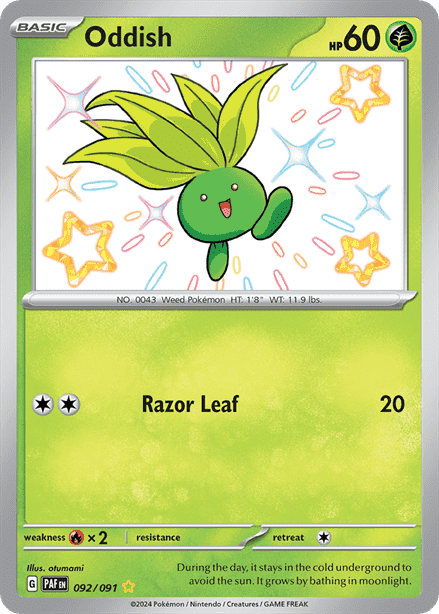 BASIC Oddish HP 60
NO. 0043 Weed Pokémon HT: 1'8" WT: 11.9 lbs.
Razor Leaf 20
weakness × 2 resistance retreat
Illus. otumami
During the day, it stays in the cold underground to
avoid the sun. It grows by bathing in moonlight.
G PAF EN 092/091
©2024 Pokémon / Nintendo / Creatures / GAME FREAK